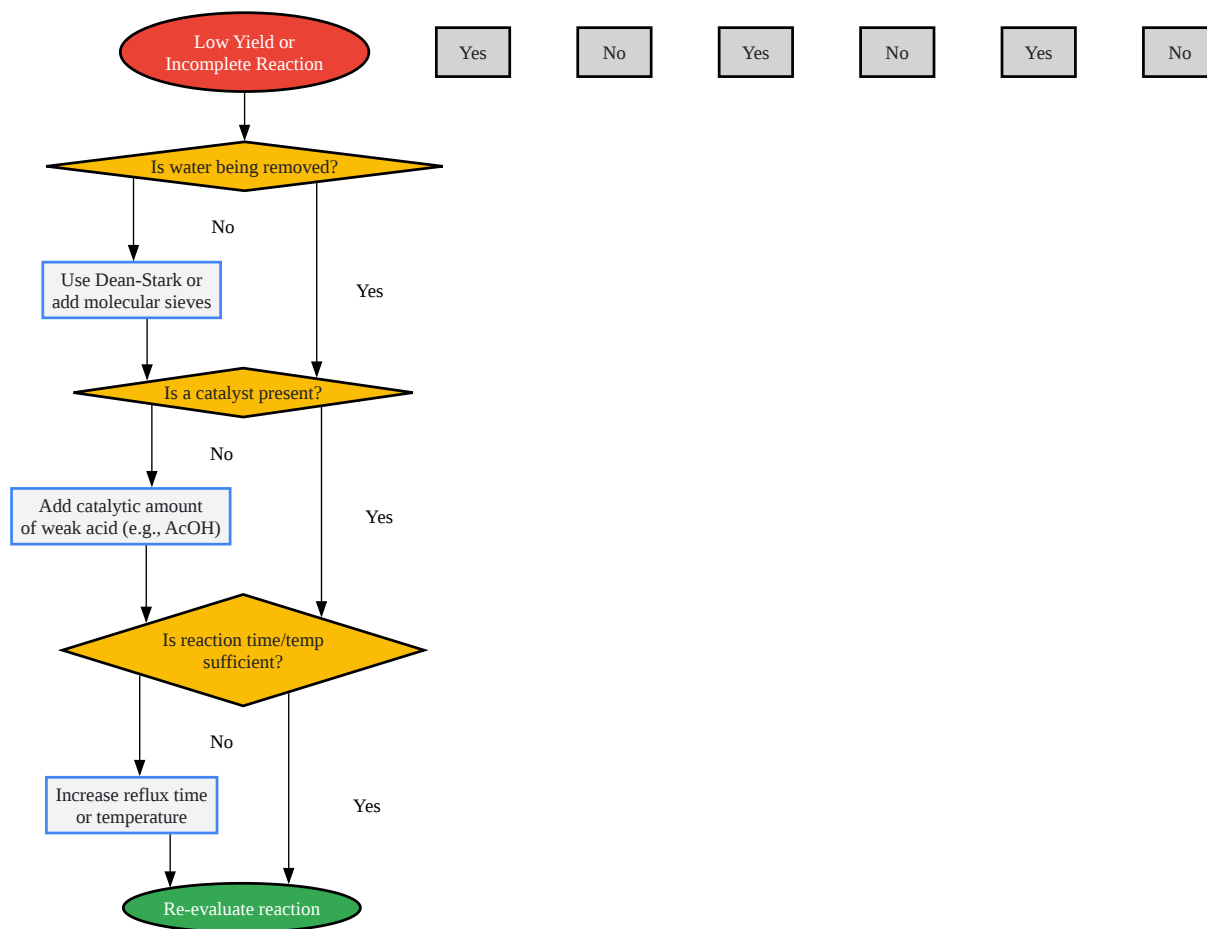 Low Yield or
Incomplete Reaction
Yes
No
Yes
No
Yes
No
Is water being removed?
No
Use Dean-Stark or
add molecular sieves
Yes
Is a catalyst present?
No
Add catalytic amount
of weak acid (e.g., AcOH)
Yes
Is reaction time/temp
sufficient?
No
Increase reflux time
or temperature
Yes
Re-evaluate reaction